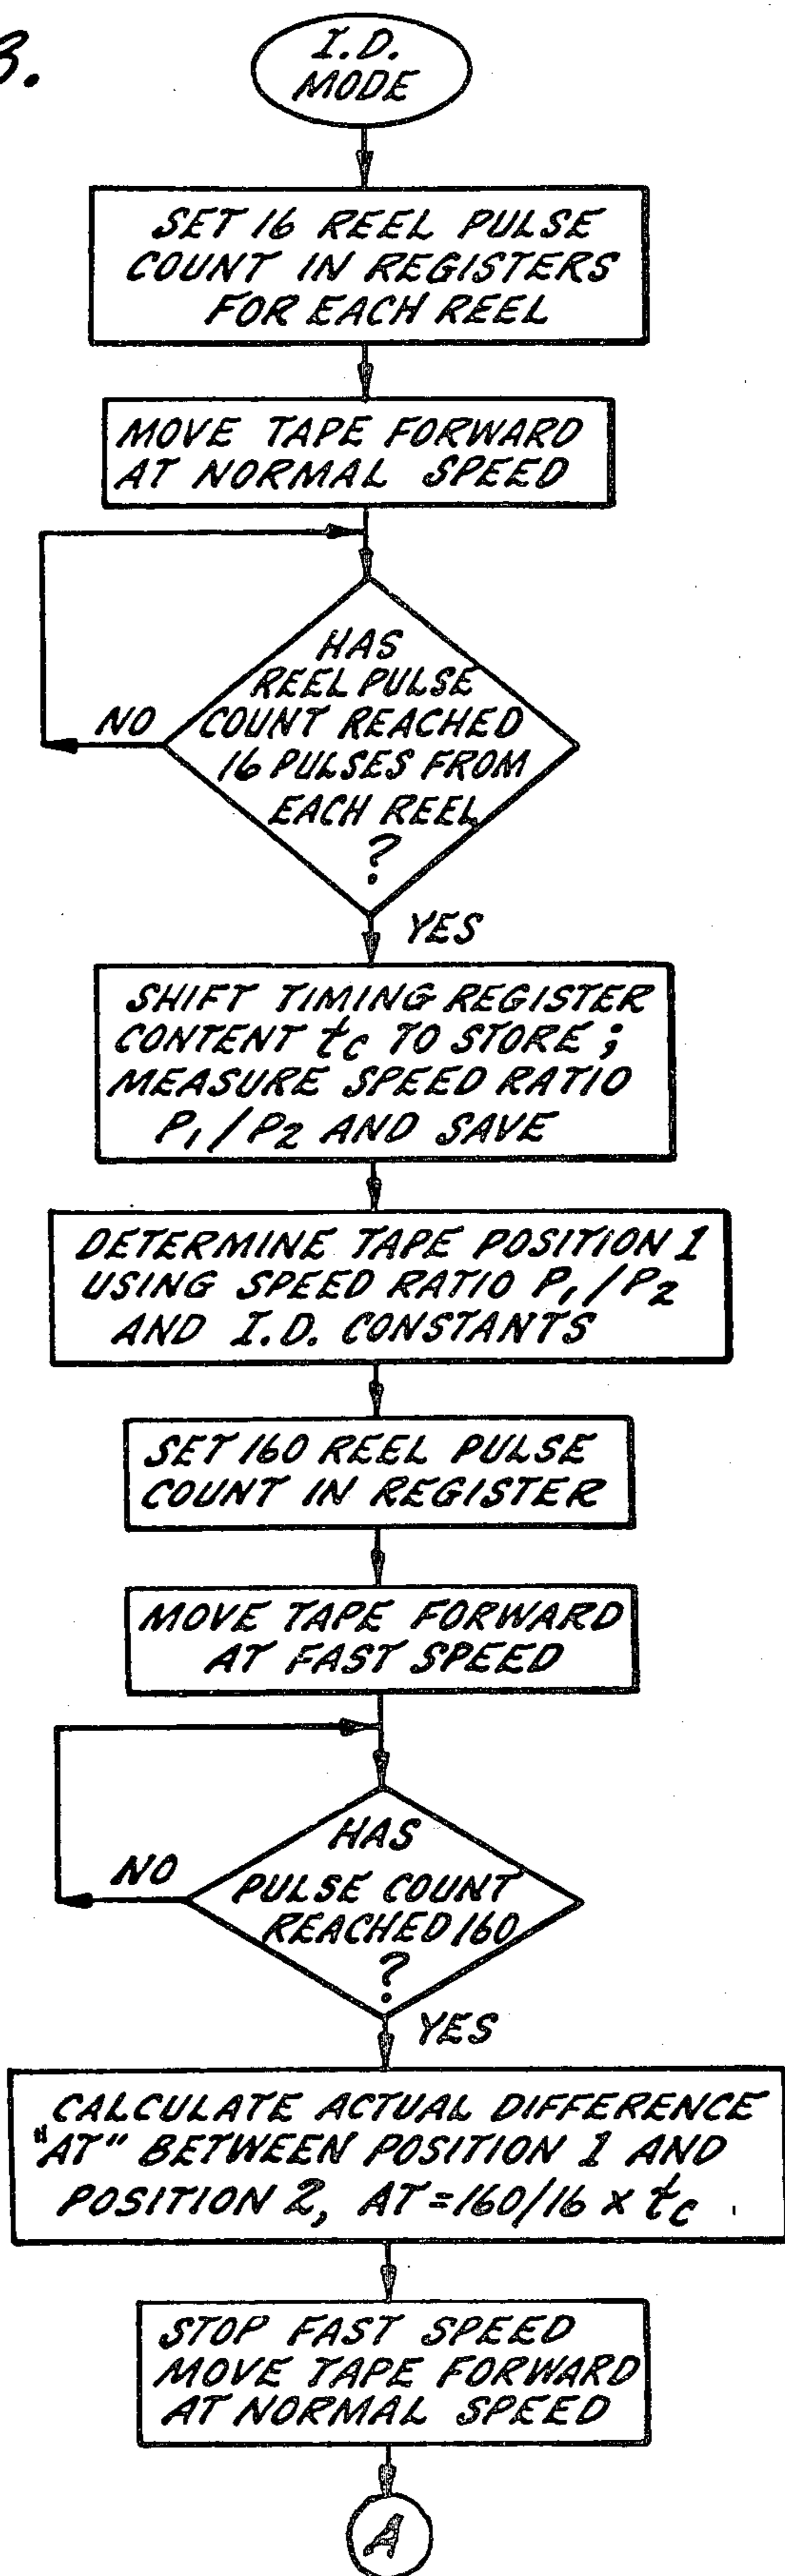 3.
I.D.
MODE
SET 16 REEL PULSE
COUNT IN REGISTERS
FOR EACH REEL
MOVE TAPE FORWARD
AT NORMAL SPEED
HAS
REEL PULSE
COUNT REACHED
16 PULSES FROM
EACH REEL
?
NO
YES
SHIFT TIMING REGISTER
CONTENT tc TO STORE;
MEASURE SPEED RATIO
P1/P2 AND SAVE
DETERMINE TAPE POSITION 1
USING SPEED RATIO P1/P2
AND I.D. CONSTANTS
SET 160 REEL PULSE
COUNT IN REGISTER
MOVE TAPE FORWARD
AT FAST SPEED
HAS
PULSE COUNT
REACHED 160
?
NO
YES
CALCULATE ACTUAL DIFFERENCE
"AT" BETWEEN POSITION 1 AND
POSITION 2, AT=160/16 X tc
STOP FAST SPEED
MOVE TAPE FORWARD
AT NORMAL SPEED
A